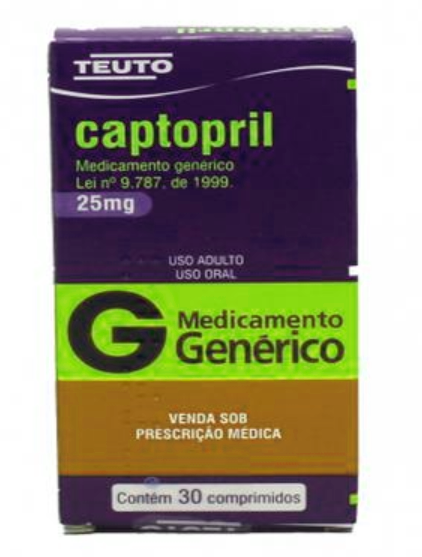 captopril
TEUTO
captopril
Medicamento genérico
Lei nº 9.787, de 1999.
25mg
USO ADULTO
USO ORAL
G Medicamento
Genérico
VENDA SOB
PRESCRIÇÃO MÉDICA
Contém 30 comprimidos